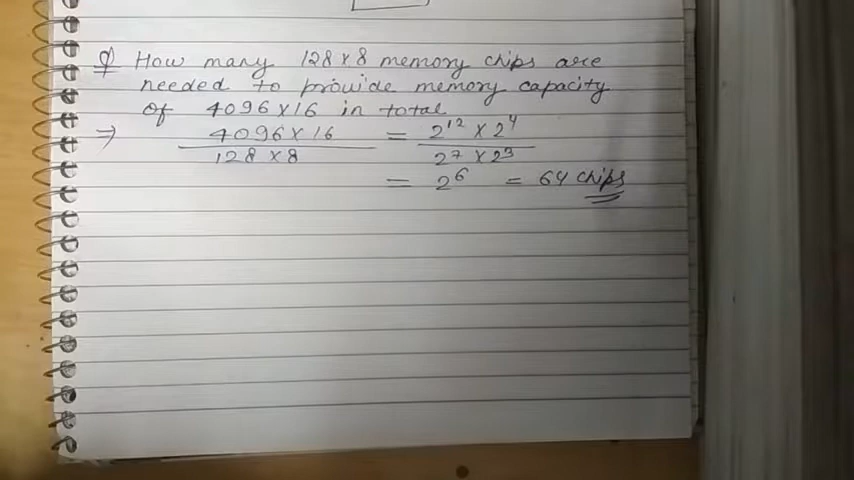 Q How many 128×8 memory chips are
needed to provide memory capacity
of 4096×16 in total
⇒ 4096×16 / 128×8 = 2^12 × 2^4 / 2^7 × 2^3
= 2^6 = 64 chips